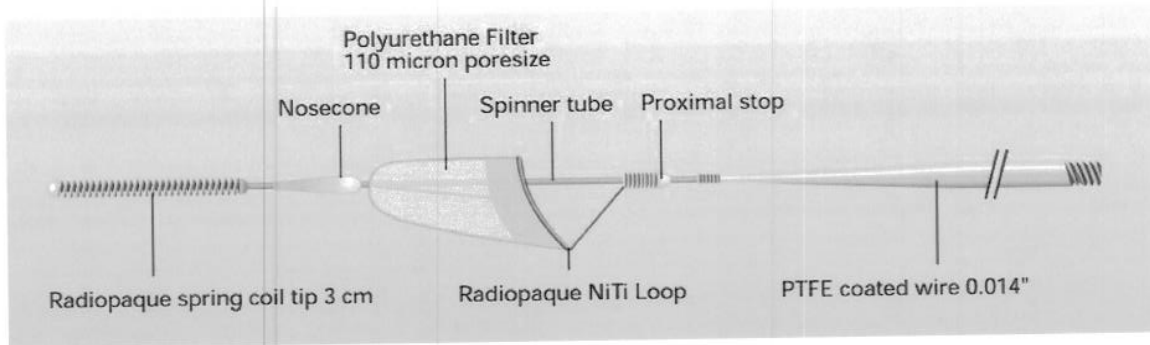 Polyurethane Filter
110 micron poresize
Nosecone
Spinner tube
Proximal stop
Radiopaque spring coil tip 3 cm
Radiopaque NiTi Loop
PTFE coated wire 0.014"